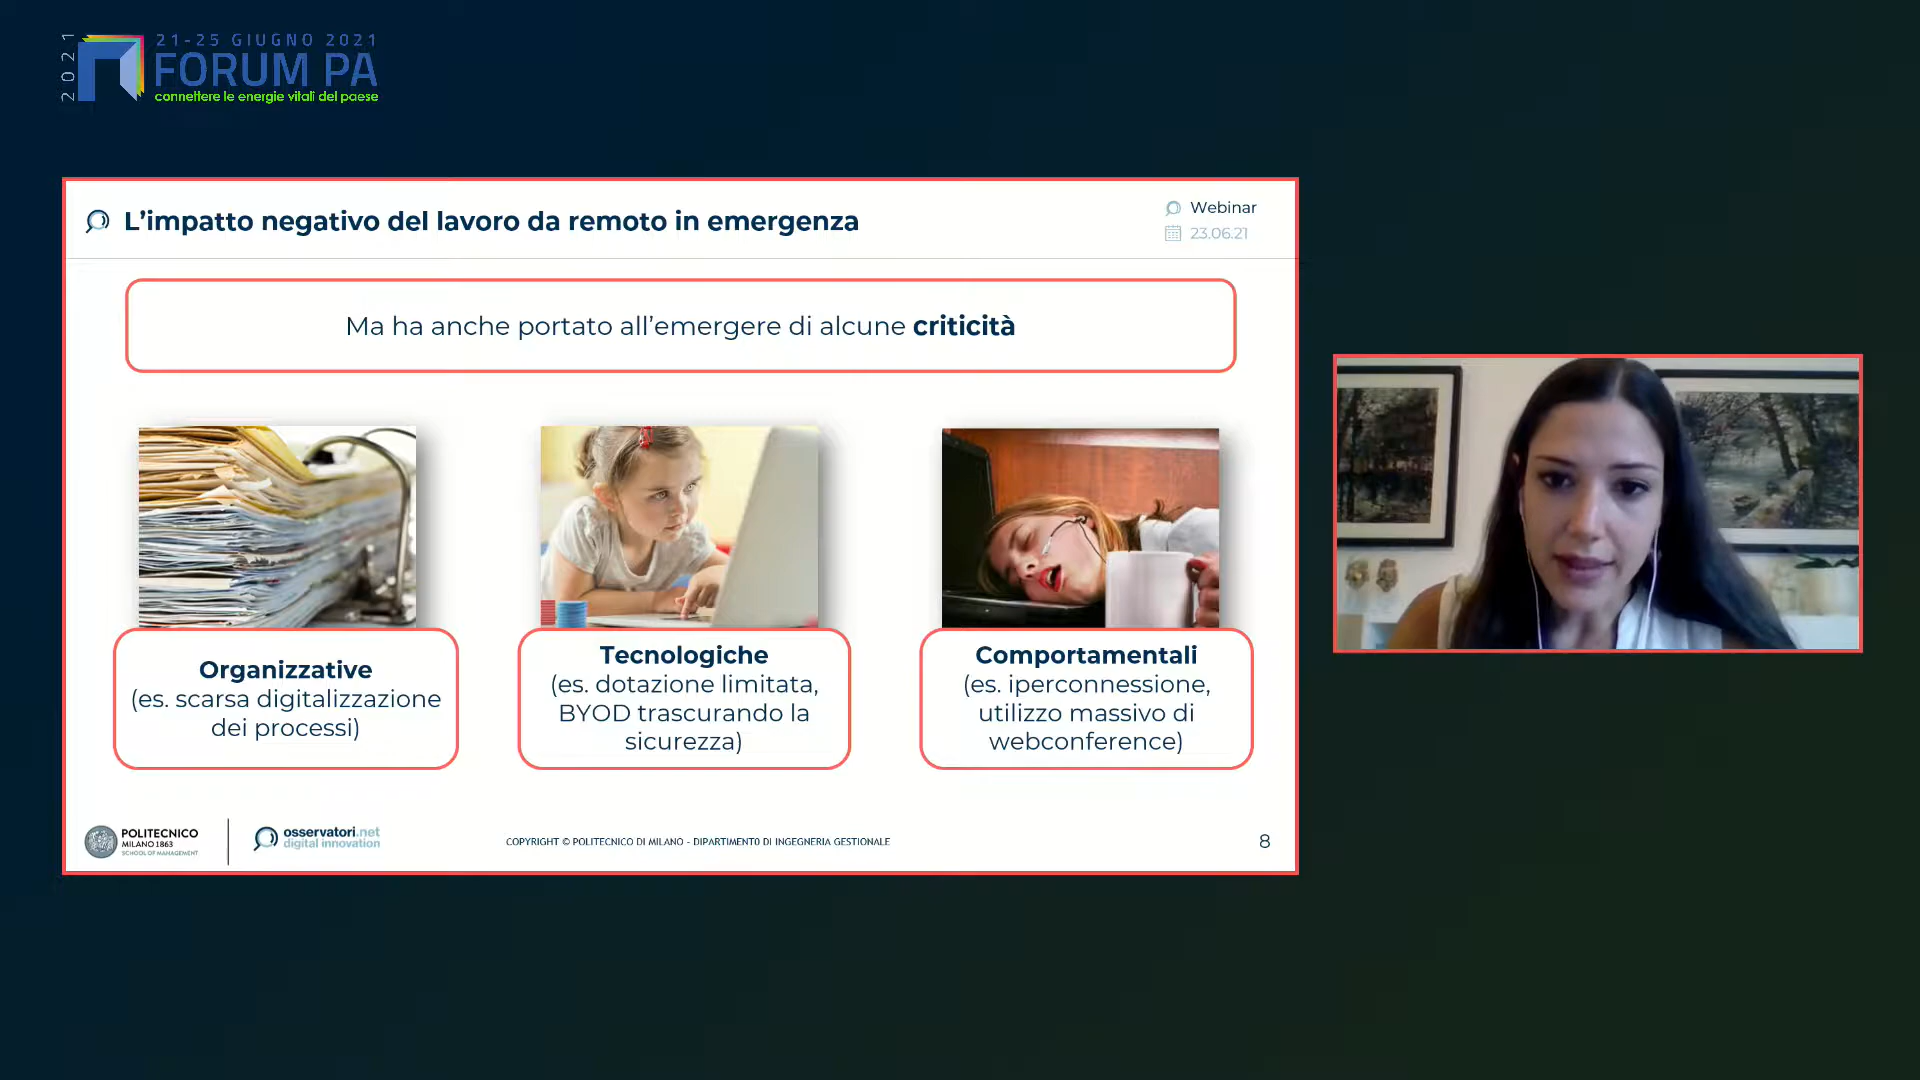 2021
21-25 GIUGNO 2021
FORUM PA
connettere le energie vitali del paese
L'impatto negativo del lavoro da remoto in emergenza
Webinar
23.06.21
Ma ha anche portato all'emergere di alcune criticità
Organizzative
(es. scarsa digitalizzazione
dei processi)
Tecnologiche
(es. dotazione limitata,
BYOD trascurando la
sicurezza)
Comportamentali
(es. iperconnessione,
utilizzo massivo di
webconference)
POLITECNICO
MILANO 1863
SCHOOL OF MANAGEMENT
osservatori.net
digital innovation
COPYRIGHT © POLITECNICO DI MILANO - DIPARTIMENTO DI INGEGNERIA GESTIONALE
8